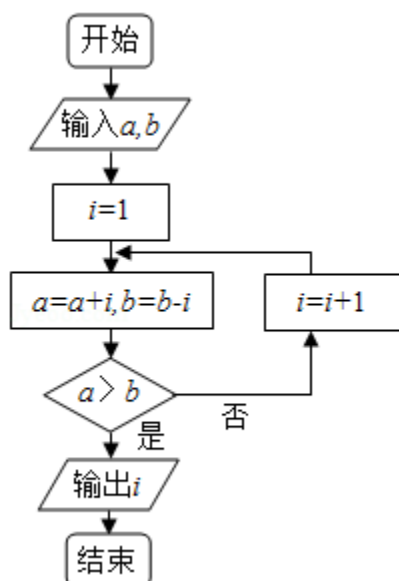 开始
输入a,b
i=1
a=a+i,b=b-i
i=i+1
a＞b
否
是
输出i
结束